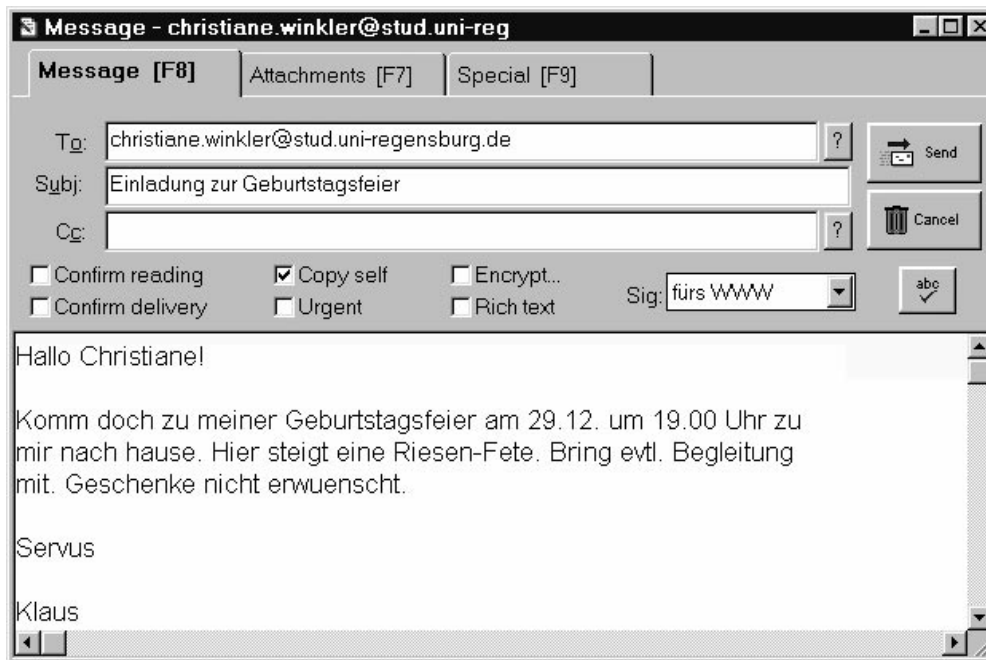 Message - christiane.winkler@stud.uni-reg
Message [F8]
Attachments [F7]
Special [F9]
To: christiane.winkler@stud.uni-regensburg.de ?
Send
Subj: Einladung zur Geburtstagsfeier
Cancel
Cc: ?
Confirm reading
Copy self
Encrypt...
Sig: fürs WWW
abc
Confirm delivery
Urgent
Rich text
Hallo Christiane!
Komm doch zu meiner Geburtstagsfeier am 29.12. um 19.00 Uhr zu
mir nach hause. Hier steigt eine Riesen-Fete. Bring evtl. Begleitung
mit. Geschenke nicht erwuenscht.
Servus
Klaus